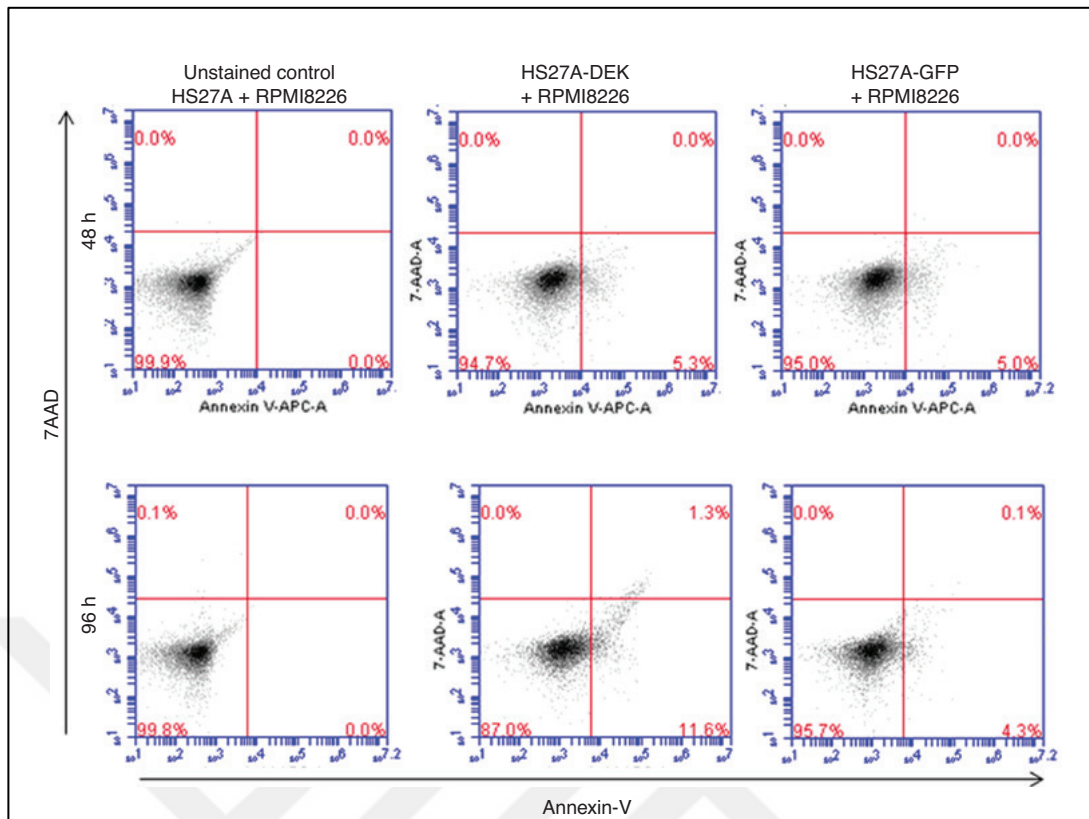 Unstained control
HS27A + RPMI8226
HS27A-DEK
+ RPMI8226
HS27A-GFP
+ RPMI8226
7AAD
48 h
0.0% 0.0%
99.9% 0.0%
Annexin V-APC-A
7-AAD-A
0.0% 0.0%
94.7% 5.3%
Annexin V-APC-A
7-AAD-A
0.0% 0.0%
95.0% 5.0%
Annexin V-APC-A
96 h
0.1% 0.0%
99.8% 0.0%
7-AAD-A
0.0% 1.3%
87.0% 11.6%
7-AAD-A
0.0% 0.1%
95.7% 4.3%
Annexin-V